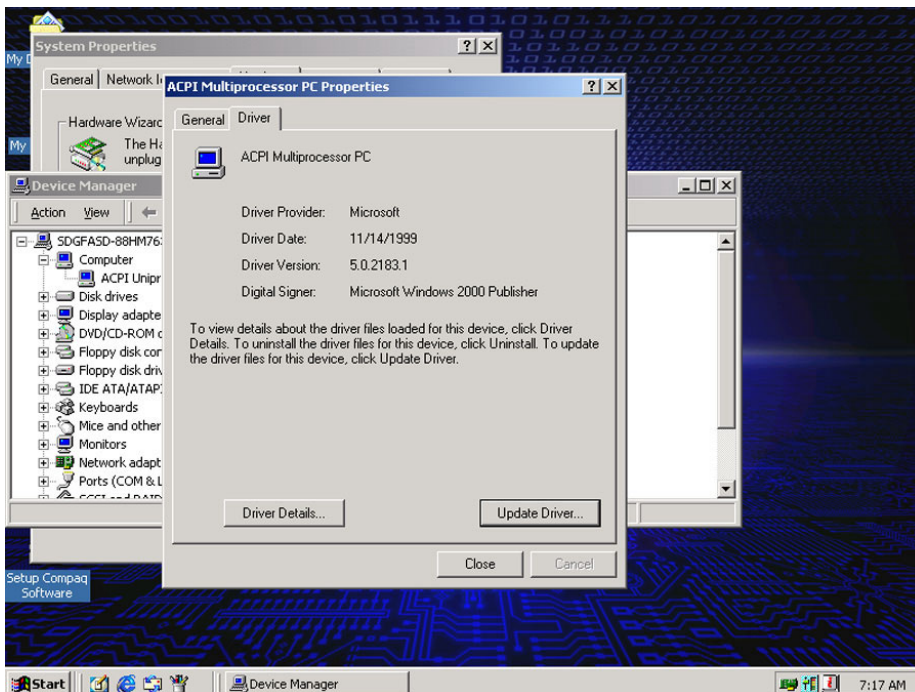 System Properties
General
Network I
Hardware Wizard
The Ha
unplug
My D
My
ACPI Multiprocessor PC Properties
General
Driver
ACPI Multiprocessor PC
Driver Provider: Microsoft
Driver Date: 11/14/1999
Driver Version: 5.0.2183.1
Digital Signer: Microsoft Windows 2000 Publisher
To view details about the driver files loaded for this device, click Driver
Details. To uninstall the driver files for this device, click Uninstall. To update
the driver files for this device, click Update Driver.
Driver Details...
Update Driver...
Close
Cancel
Device Manager
Action View
SDGFASD-88HM76
Computer
ACPI Unipr
Disk drives
Display adapte
DVD/CD-ROM d
Floppy disk con
Floppy disk driv
IDE ATA/ATAP
Keyboards
Mice and other
Monitors
Network adapt
Ports (COM & L
Setup Compaq
Software
Start
Device Manager
7:17 AM